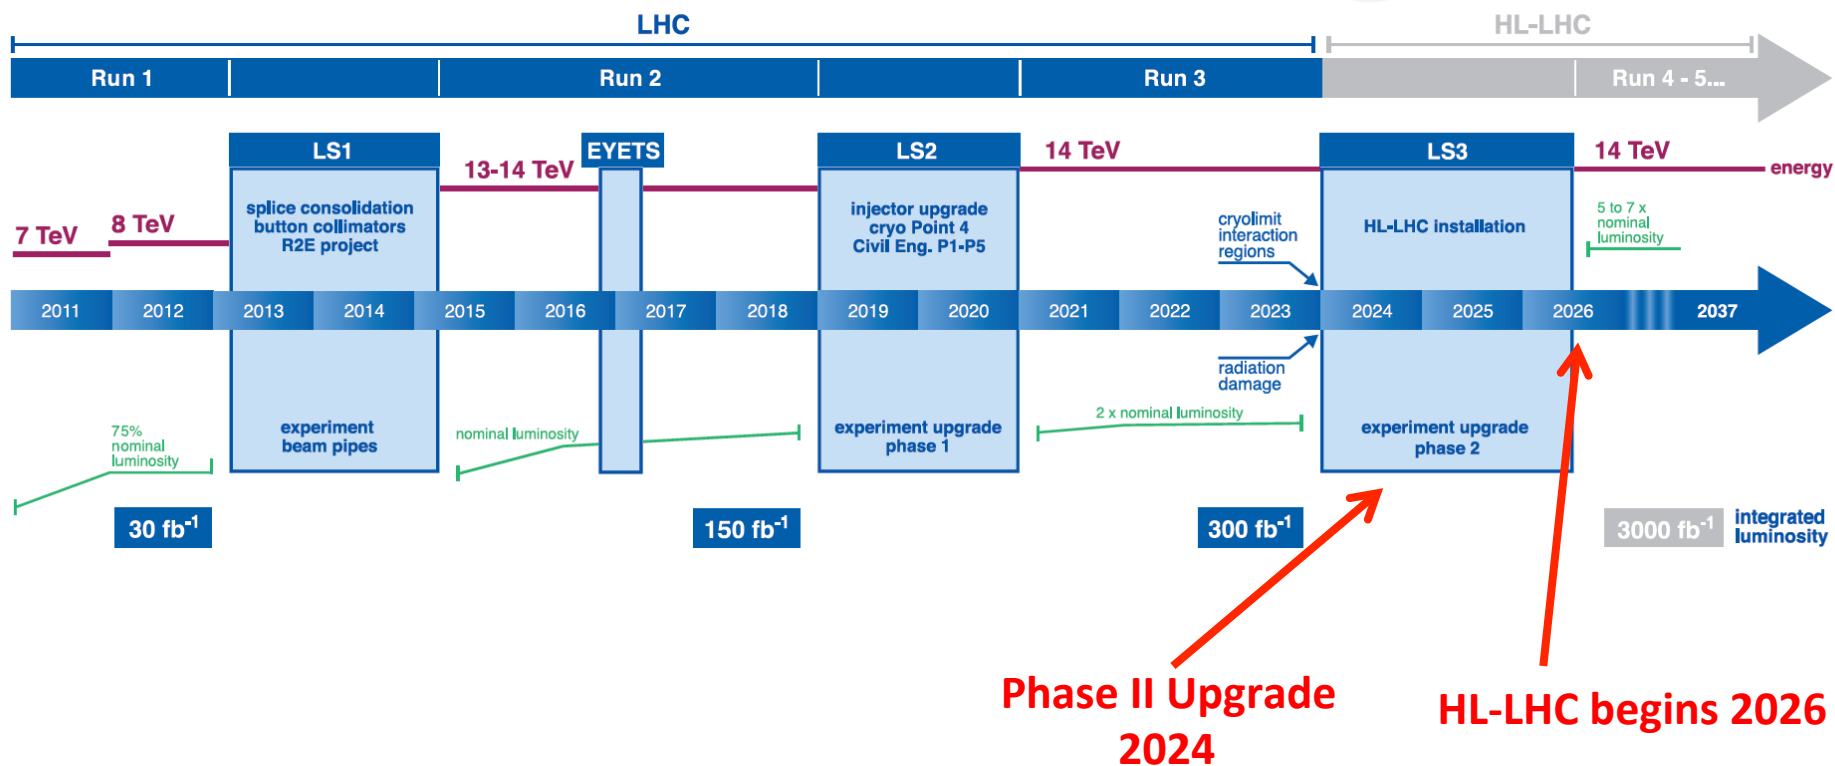 LHC
HL-LHC
Run 1
Run 2
Run 3
Run 4 - 5...
LS1
EYETS
LS2
14 TeV
LS3
14 TeV
energy
13-14 TeV
7 TeV
8 TeV
splice consolidation
button collimators
R2E project
injector upgrade
cryo Point 4
Civil Eng. P1-P5
cryolimit
interaction
regions
HL-LHC installation
5 to 7 x
nominal
luminosity
2011
2012
2013
2014
2015
2016
2017
2018
2019
2020
2021
2022
2023
2024
2025
2026
2037
radiation
damage
75%
nominal
luminosity
experiment
beam pipes
nominal luminosity
experiment upgrade
phase 1
2 x nominal luminosity
experiment upgrade
phase 2
30 fb⁻¹
150 fb⁻¹
300 fb⁻¹
3000 fb⁻¹
integrated
luminosity
Phase II Upgrade
2024
HL-LHC begins 2026